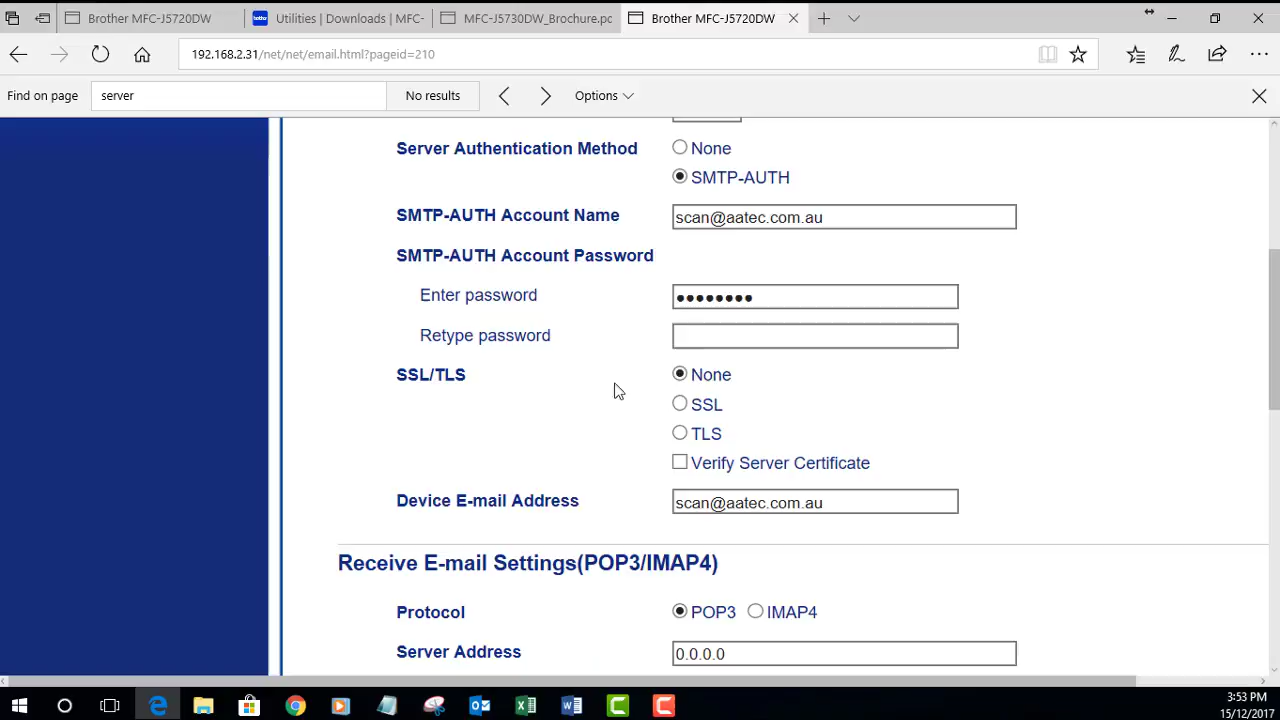 Brother MFC-J5720DW
Utilities | Downloads | MFC-
MFC-J5730DW_Brochure.pc
Brother MFC-J5720DW
192.168.2.31/net/net/email.html?pageid=210
Find on page
server
No results
Options
Server Authentication Method
None
SMTP-AUTH
SMTP-AUTH Account Name
scan@aatec.com.au
SMTP-AUTH Account Password
Enter password
●●●●●●●●
Retype password
SSL/TLS
None
SSL
TLS
Verify Server Certificate
Device E-mail Address
scan@aatec.com.au
Receive E-mail Settings(POP3/IMAP4)
Protocol
POP3
IMAP4
Server Address
0.0.0.0
3:53 PM
15/12/2017